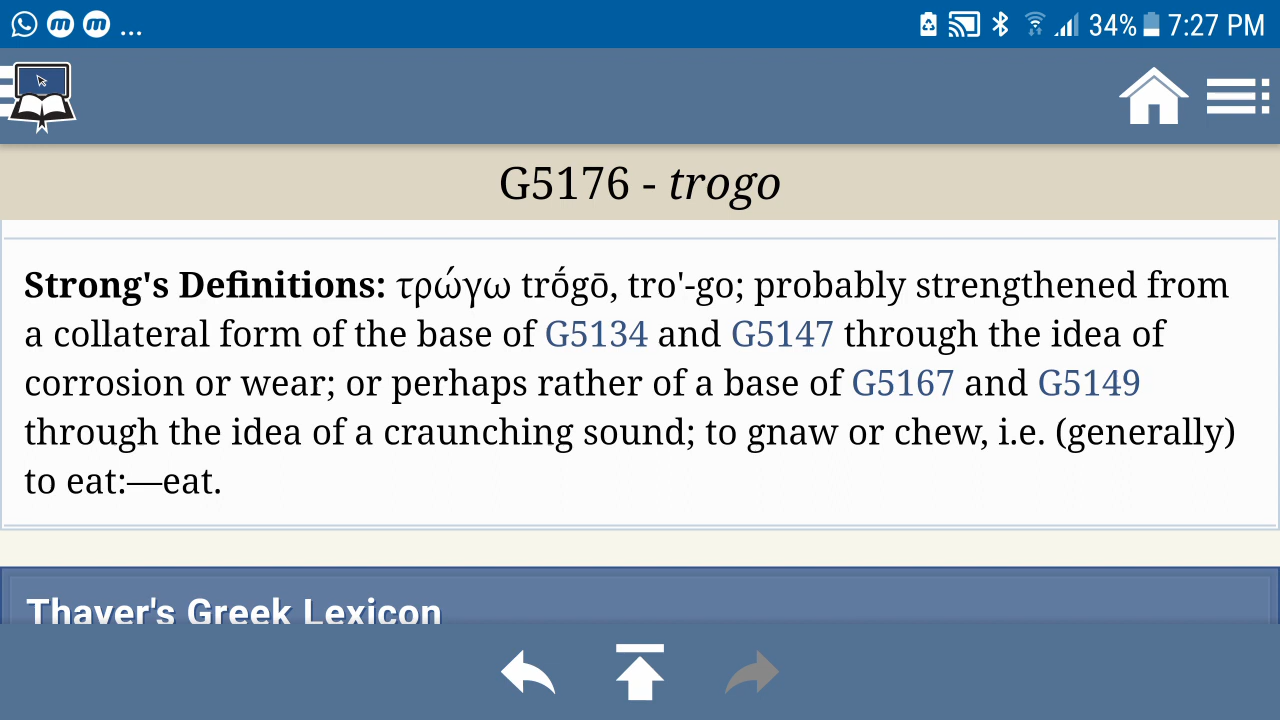 ... 34% 7:27 PM
G5176 - trogo
Strong's Definitions: τρώγω trṓgō, tro'-go; probably strengthened from
a collateral form of the base of G5134 and G5147 through the idea of
corrosion or wear; or perhaps rather of a base of G5167 and G5149
through the idea of a craunching sound; to gnaw or chew, i.e. (generally)
to eat:—eat.
Thayer's Greek Lexicon